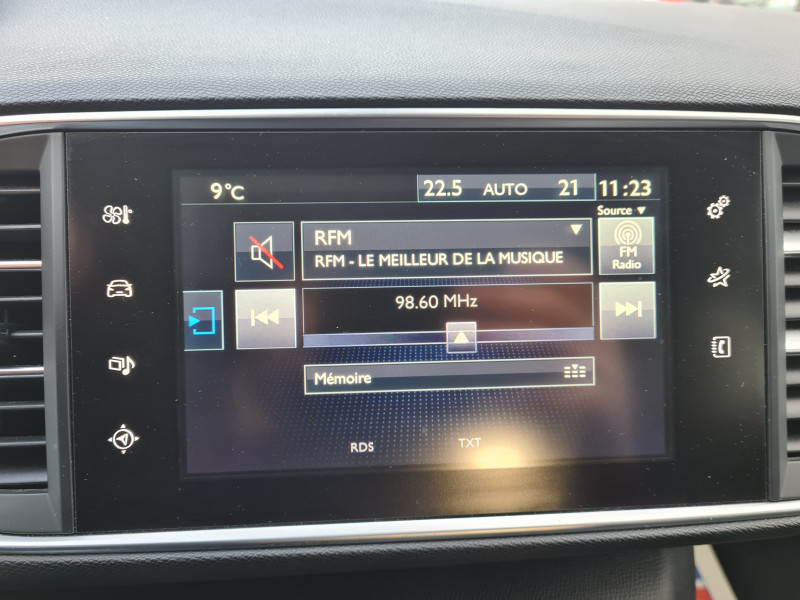 9°C 22.5 AUTO 21 11:23
Source ▼
RFM
RFM - LE MEILLEUR DE LA MUSIQUE
FM
Radio
98.60 MHz
Mémoire
RDS TXT